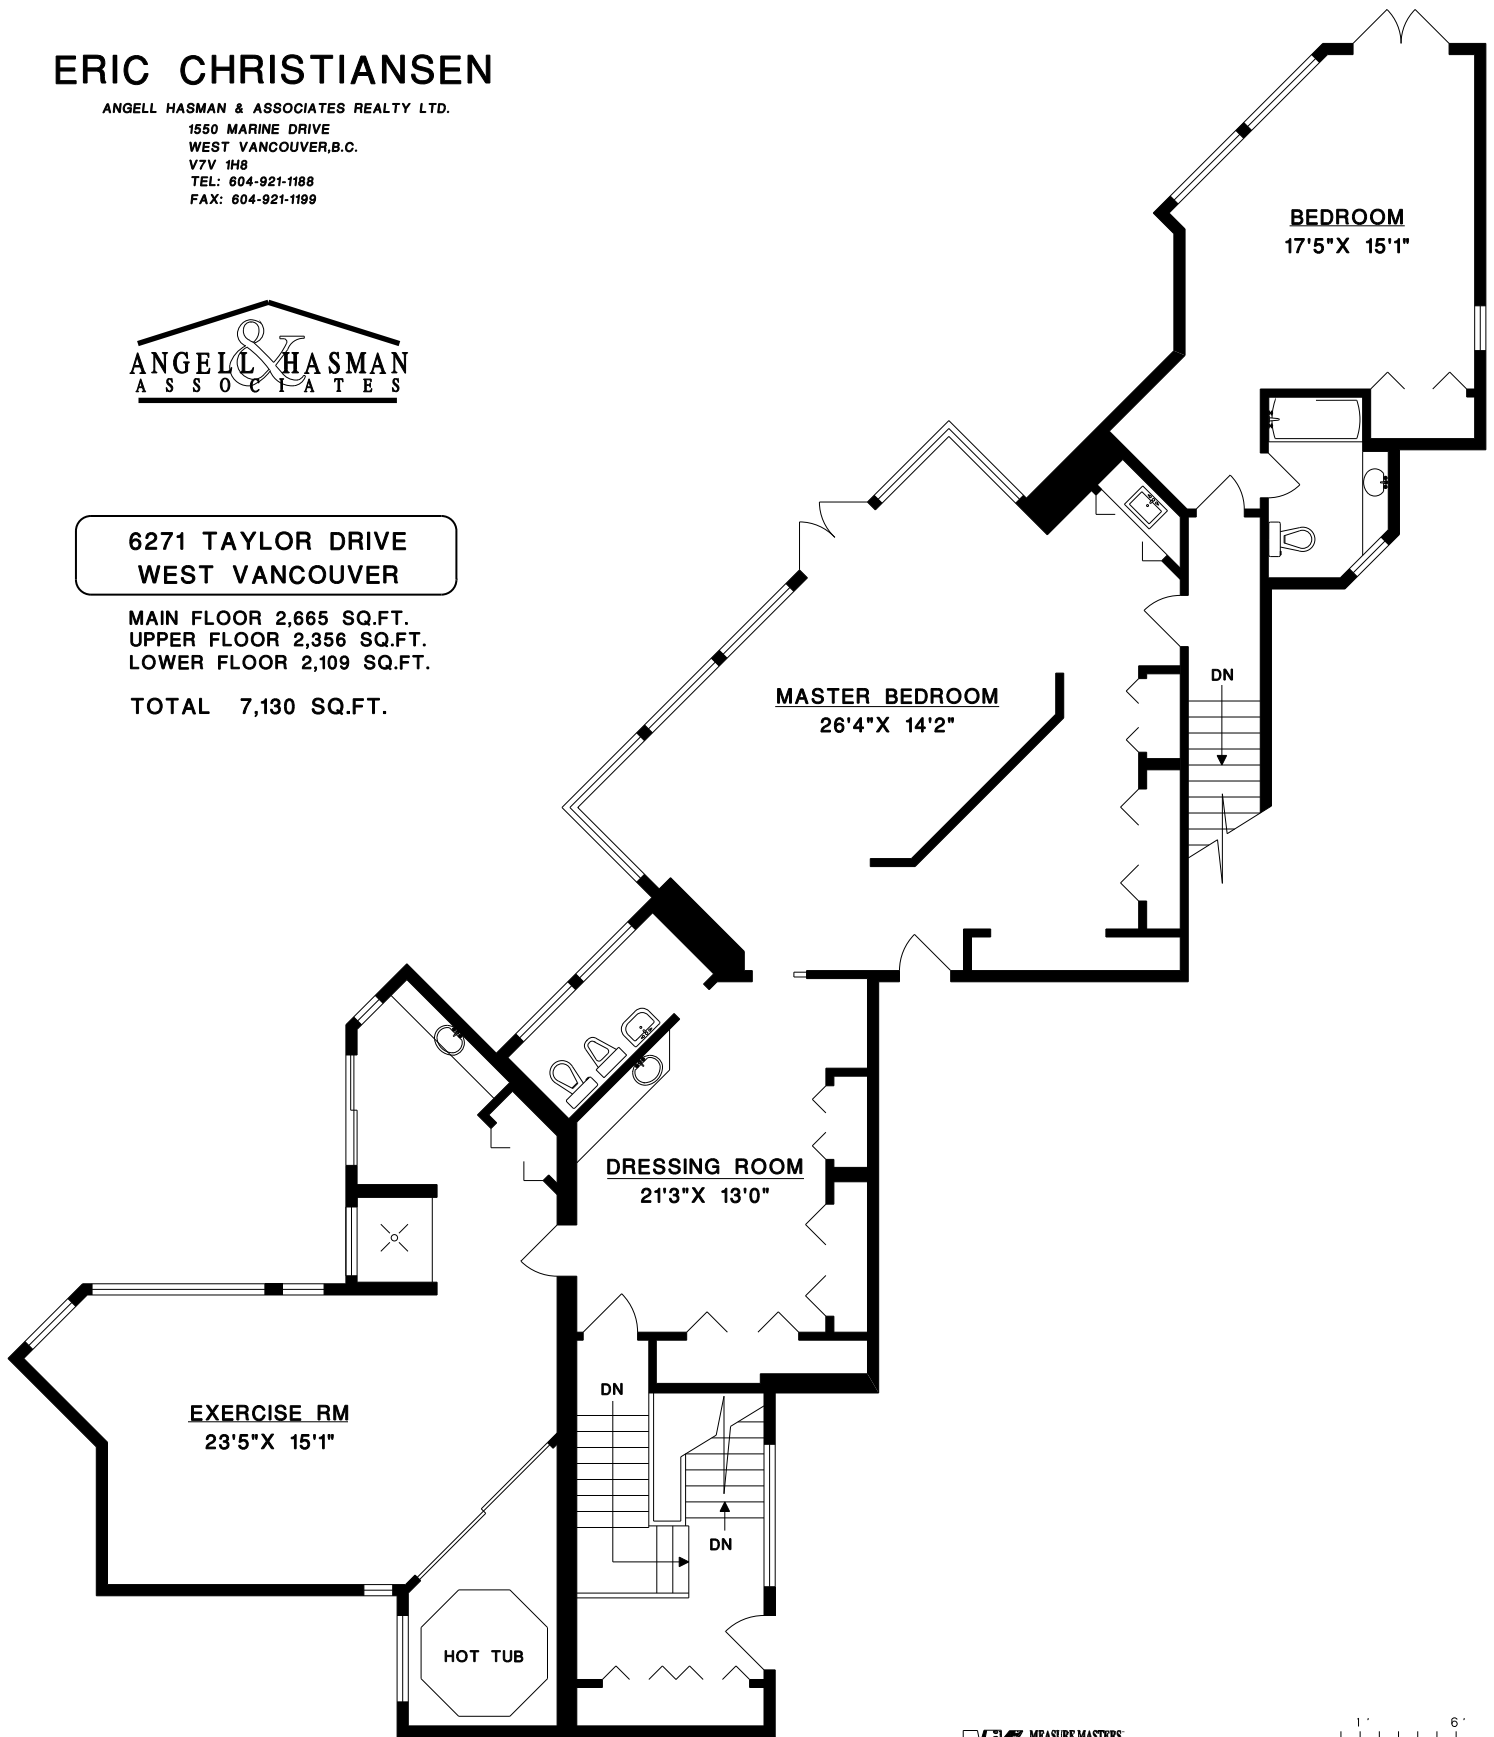 ERIC CHRISTIANSEN
ANGELL HASMAN & ASSOCIATES REALTY LTD.
1550 MARINE DRIVE
WEST VANCOUVER,B.C.
V7V 1H8
TEL: 604-921-1188
FAX: 604-921-1199
ANGELL & HASMAN
ASSOCIATES
6271 TAYLOR DRIVE
WEST VANCOUVER
MAIN FLOOR 2,665 SQ.FT.
UPPER FLOOR 2,356 SQ.FT.
LOWER FLOOR 2,109 SQ.FT.
TOTAL 7,130 SQ.FT.
BEDROOM
17'5"X 15'1"
DN
MASTER BEDROOM
26'4"X 14'2"
DRESSING ROOM
21'3"X 13'0"
DN
EXERCISE RM
23'5"X 15'1"
DN
HOT TUB
MEASURE MASTERS
1' 6'